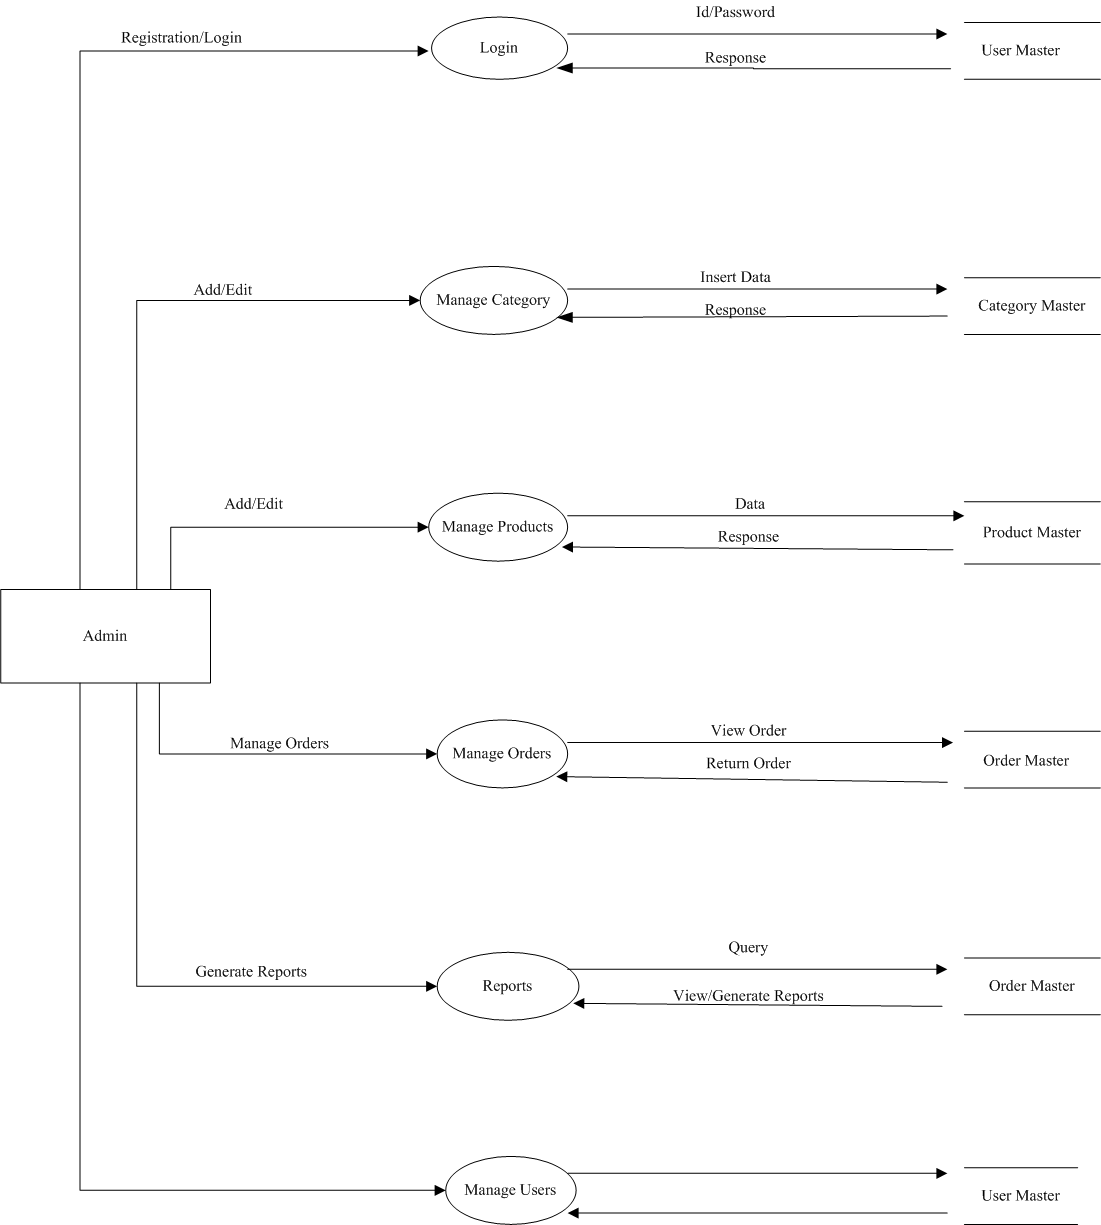 Id/Password
Registration/Login
Login
User Master
Response
Insert Data
Add/Edit
Manage Category
Category Master
Response
Add/Edit
Data
Manage Products
Product Master
Response
Admin
View Order
Manage Orders
Manage Orders
Order Master
Return Order
Query
Generate Reports
Reports
Order Master
View/Generate Reports
Manage Users
User Master